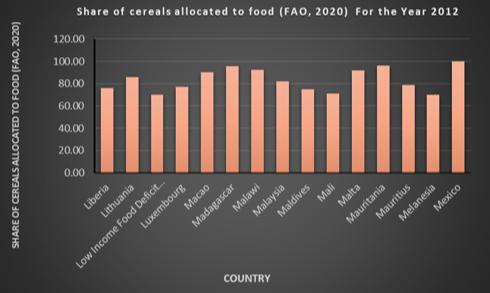 Share of cereals allocated to food (FAO, 2020)  For the Year 2012
SHARE OF CEREALS ALLOCATED TO FOOD (FAO, 2020)
120.00
100.00
80.00
60.00
40.00
20.00
0.00
Liberia
Lithuania
Low Income Food Deficit...
Luxembourg
Macao
Madagascar
Malawi
Malaysia
Maldives
Mali
Malta
Mauritania
Mauritius
Melanesia
Mexico
COUNTRY